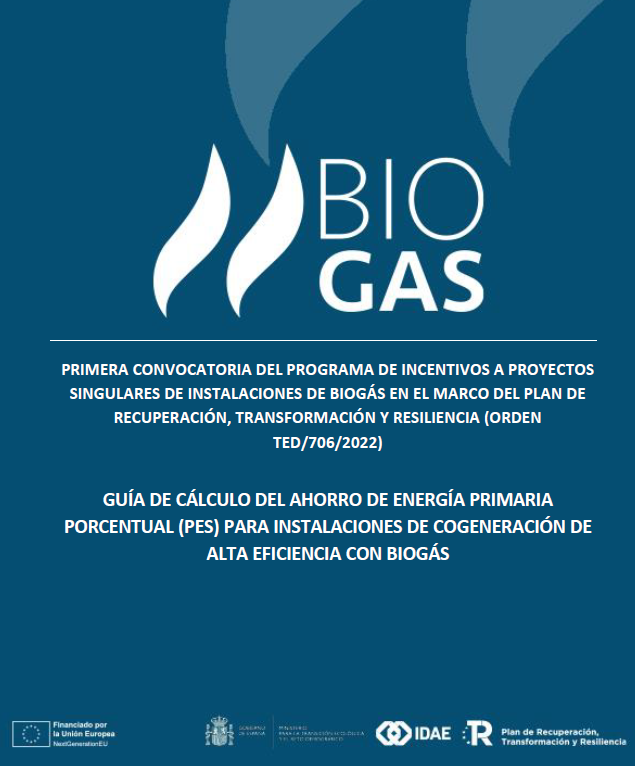 BIO
GAS
PRIMERA CONVOCATORIA DEL PROGRAMA DE INCENTIVOS A PROYECTOS
SINGULARES DE INSTALACIONES DE BIOGÁS EN EL MARCO DEL PLAN DE
RECUPERACIÓN, TRANSFORMACIÓN Y RESILIENCIA (ORDEN
TED/706/2022)
GUÍA DE CÁLCULO DEL AHORRO DE ENERGÍA PRIMARIA
PORCENTUAL (PES) PARA INSTALACIONES DE COGENERACIÓN DE
ALTA EFICIENCIA CON BIOGÁS
Financiado por
la Unión Europea
NextGenerationEU
GOBIERNO
DE ESPAÑA
MINISTERIO
PARA LA TRANSICIÓN ECOLÓGICA
Y EL RETO DEMOGRÁFICO
IDAE
R
Plan de Recuperación,
Transformación y Resiliencia